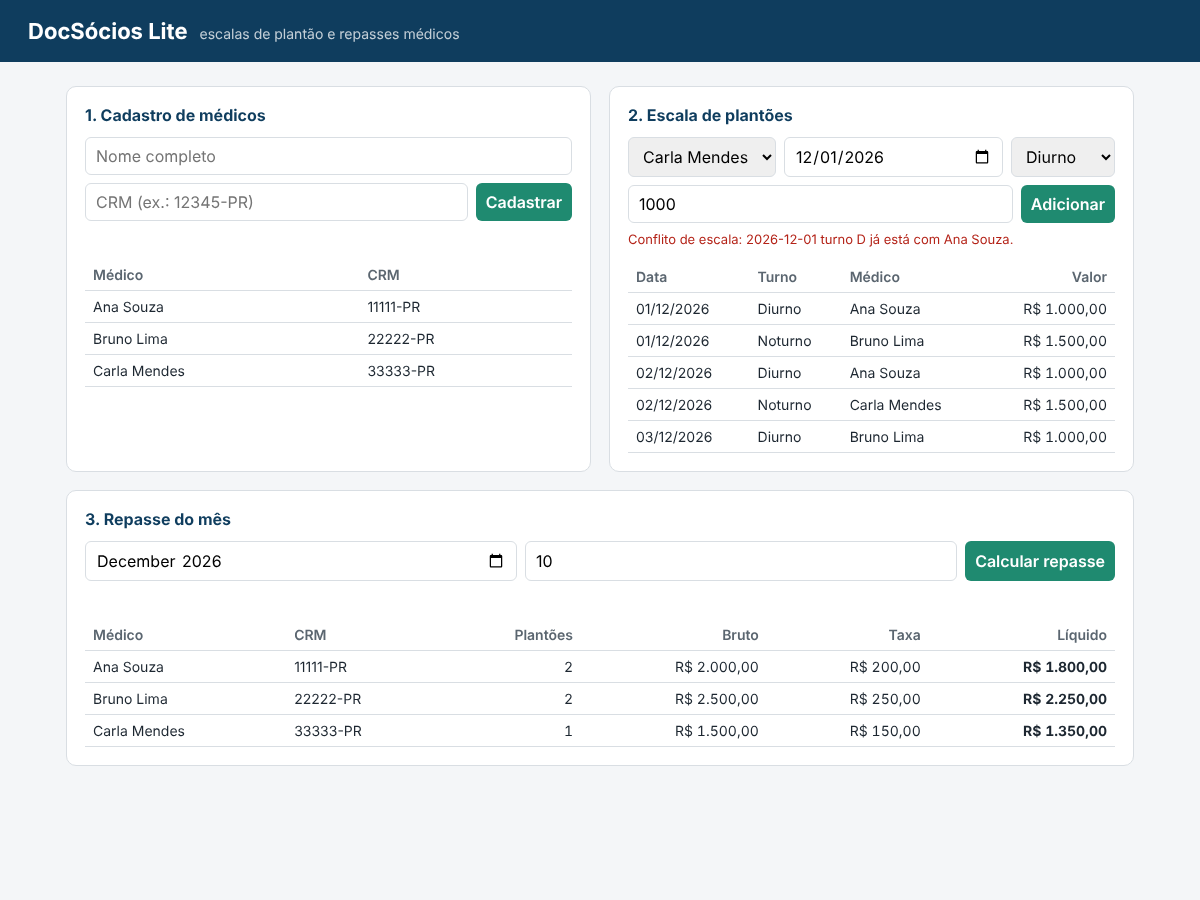 DocSócios Lite escalas de plantão e repasses médicos
1. Cadastro de médicos
Nome completo
CRM (ex.: 12345-PR) Cadastrar
Médico CRM
Ana Souza 11111-PR
Bruno Lima 22222-PR
Carla Mendes 33333-PR
2. Escala de plantões
Carla Mendes 12/01/2026 Diurno
1000 Adicionar
Conflito de escala: 2026-12-01 turno D já está com Ana Souza.
Data Turno Médico Valor
01/12/2026 Diurno Ana Souza R$ 1.000,00
01/12/2026 Noturno Bruno Lima R$ 1.500,00
02/12/2026 Diurno Ana Souza R$ 1.000,00
02/12/2026 Noturno Carla Mendes R$ 1.500,00
03/12/2026 Diurno Bruno Lima R$ 1.000,00
3. Repasse do mês
December 2026 10 Calcular repasse
Médico CRM Plantões Bruto Taxa Líquido
Ana Souza 11111-PR 2 R$ 2.000,00 R$ 200,00 R$ 1.800,00
Bruno Lima 22222-PR 2 R$ 2.500,00 R$ 250,00 R$ 2.250,00
Carla Mendes 33333-PR 1 R$ 1.500,00 R$ 150,00 R$ 1.350,00